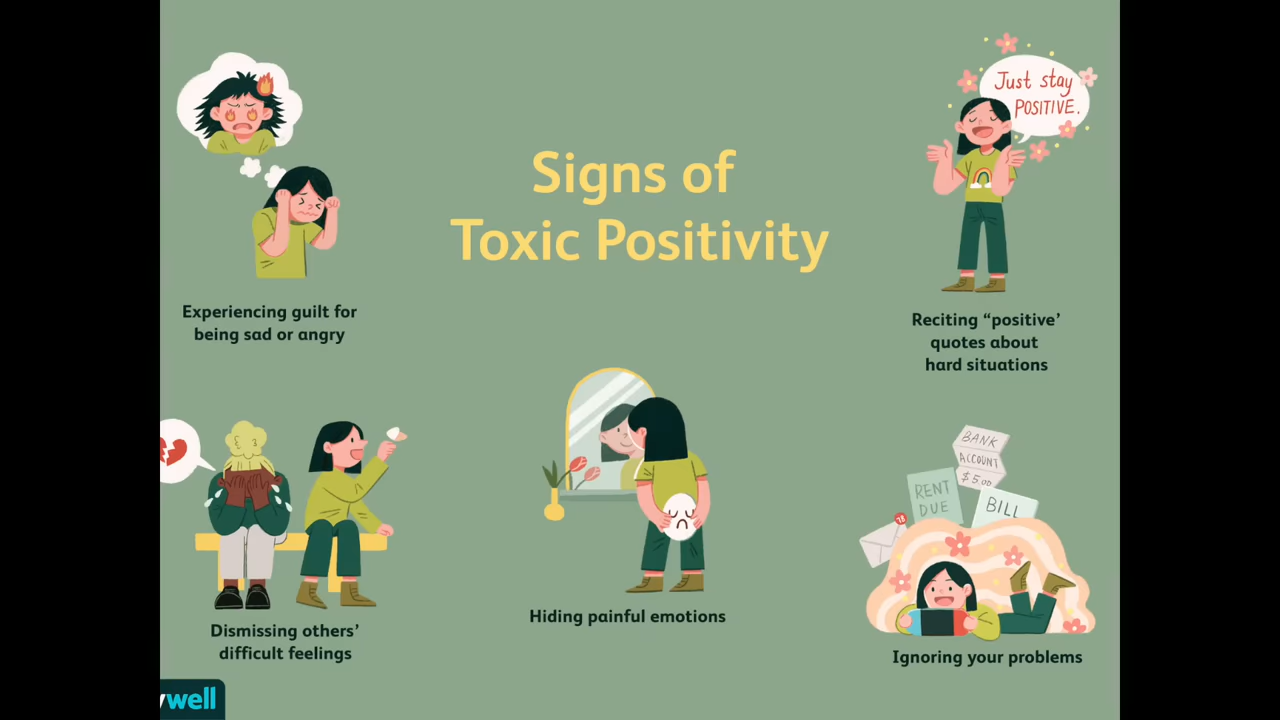 Signs of
Toxic Positivity
Just stay
POSITIVE.
Experiencing guilt for
being sad or angry
Reciting “positive’
quotes about
hard situations
Dismissing others’
difficult feelings
Hiding painful emotions
BANK
ACCOUNT
$5.00
RENT
DUE
BILL
18
Ignoring your problems
well